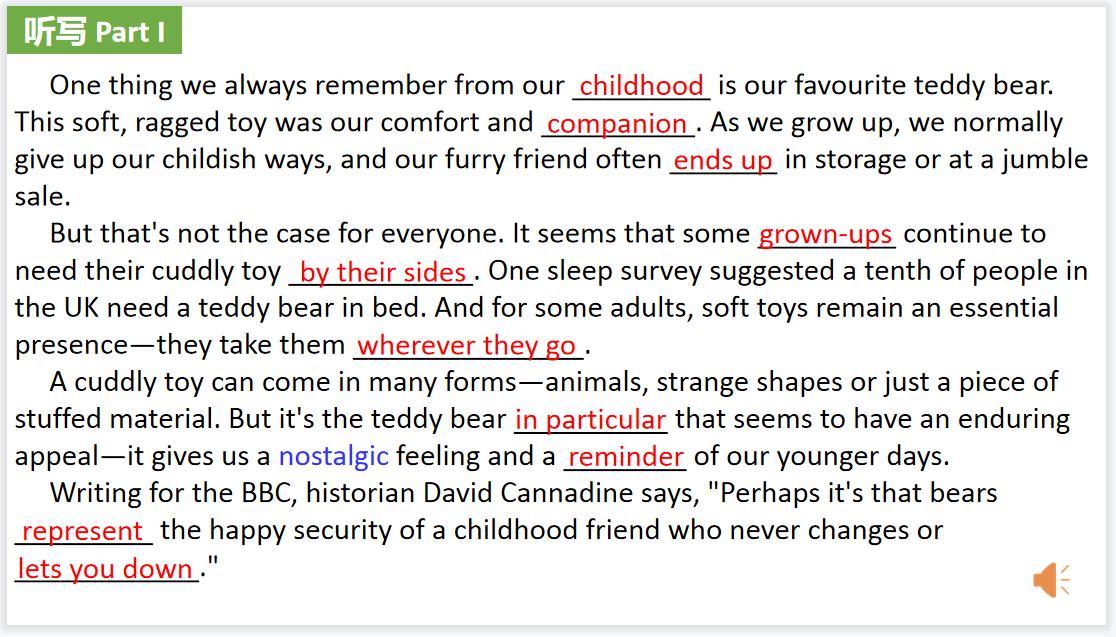 听写 Part I
One thing we always remember from our childhood is our favourite teddy bear.
This soft, ragged toy was our comfort and companion. As we grow up, we normally
give up our childish ways, and our furry friend often ends up in storage or at a jumble
sale.
But that's not the case for everyone. It seems that some grown-ups continue to
need their cuddly toy by their sides. One sleep survey suggested a tenth of people in
the UK need a teddy bear in bed. And for some adults, soft toys remain an essential
presence—they take them wherever they go.
A cuddly toy can come in many forms—animals, strange shapes or just a piece of
stuffed material. But it's the teddy bear in particular that seems to have an enduring
appeal—it gives us a nostalgic feeling and a reminder of our younger days.
Writing for the BBC, historian David Cannadine says, "Perhaps it's that bears
represent the happy security of a childhood friend who never changes or
lets you down."